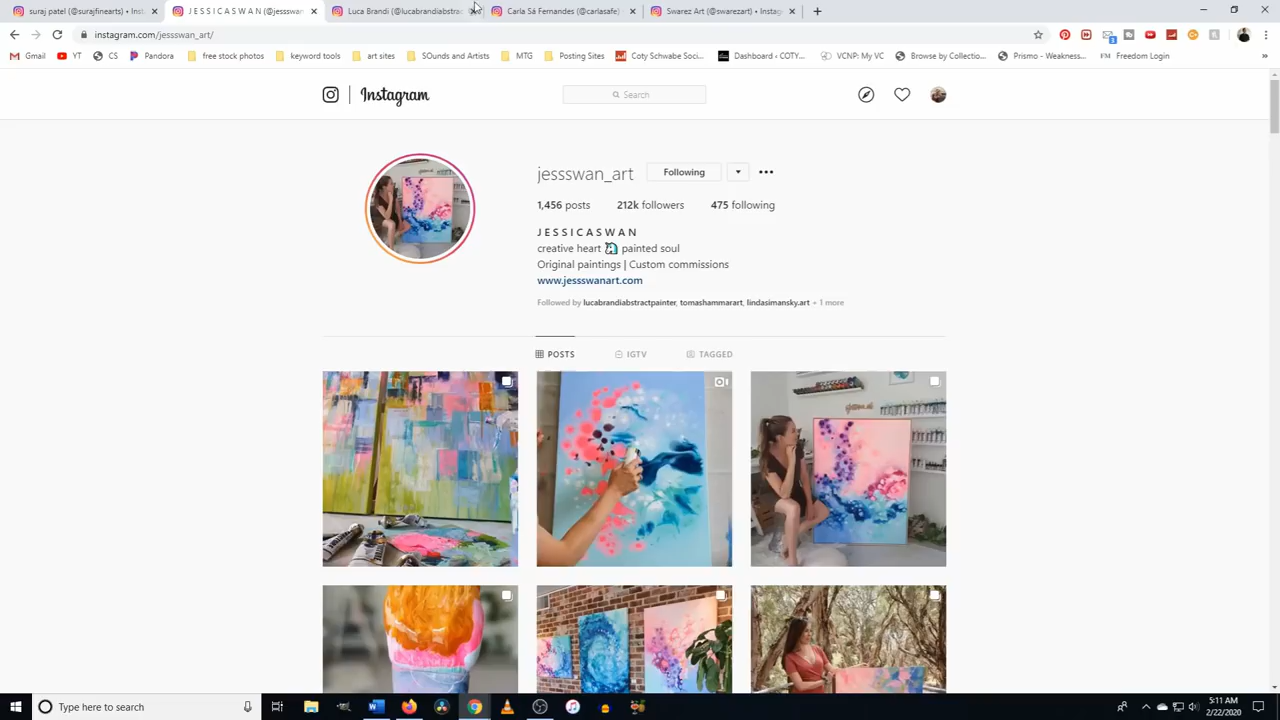 suraj patel (@surajfinearts) • Inst
J E S S I C A S W A N (@jessswan_
Luca Brandi (@lucabrandiabstra
Carla Sá Fernandes (@carlasafe)
Swarez Art (@swarezart) • Instag
instagram.com/jessswan_art/
Gmail YT CS Pandora free stock photos keyword tools art sites SOunds and Artists MTG Posting Sites Coty Schwabe Soci... Dashboard ‹ COTY... VCNP: My VC Browse by Collectio... Prismo - Weakness... Freedom Login »
Instagram
Search
jessswan_art Following
1,456 posts 212k followers 475 following
J E S S I C A S W A N
creative heart painted soul
Original paintings | Custom commissions
www.jessswanart.com
Followed by lucabrandiabstractpainter, tomashammarart, lindasimansky.art + 1 more
POSTS IGTV TAGGED
Type here to search
5:11 AM
2/22/2020